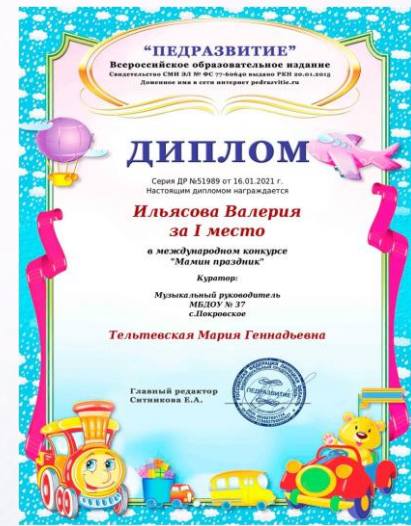 "ПЕДРАЗВИТИЕ"
Всероссийское образовательное издание
Свидетельство СМИ ЭЛ № ФС 77-60640 выдано РКН 20.01.2015
Доменное имя в сети интернет pedrazvitie.ru
ДИПЛОМ
Серия ДР №51989 от 16.01.2021 г.
Настоящим дипломом награждается
Ильясова Валерия
за I место
в международном конкурсе
"Мамин праздник"
Куратор:
Музыкальный руководитель
МБДОУ № 37
с.Покровское
Тельтевская Мария Геннадьевна
Главный редактор
Ситникова Е.А.
ПЕДРАЗВИТИЕ